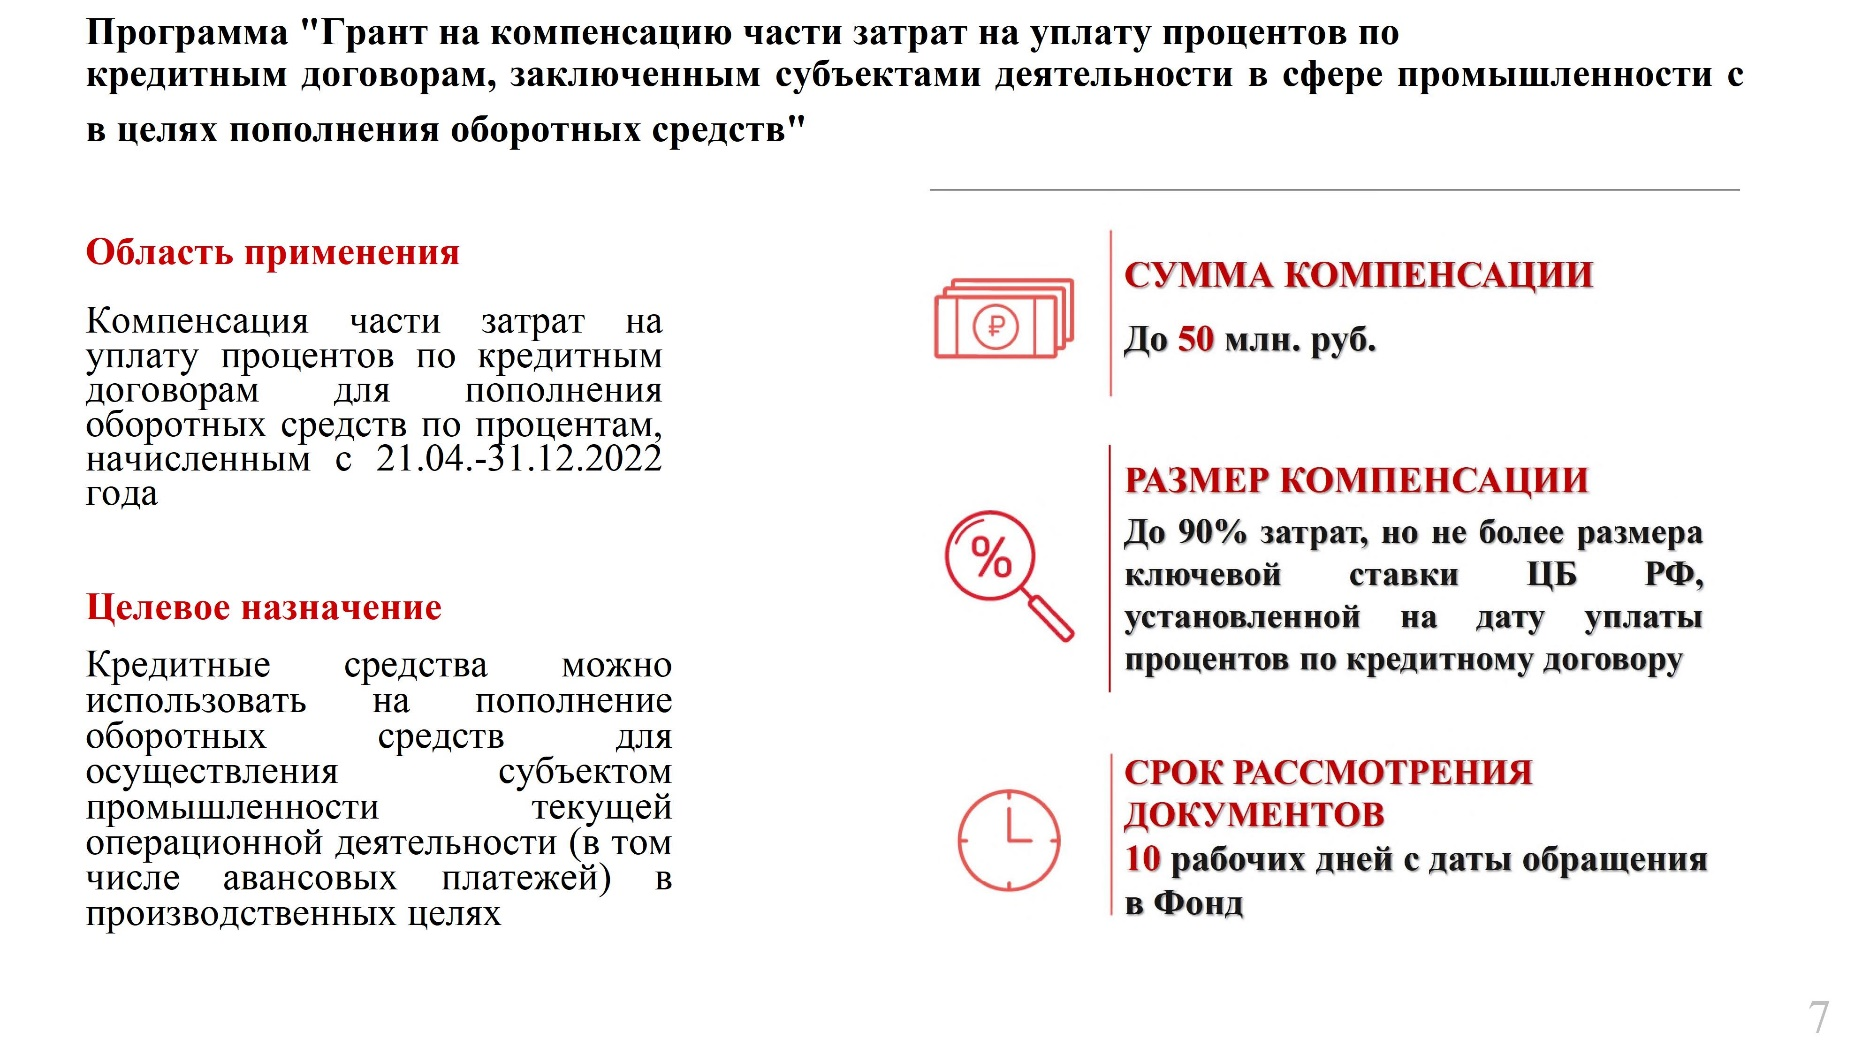 Программа "Грант на компенсацию части затрат на уплату процентов по
кредитным договорам, заключенным субъектами деятельности в сфере промышленности с
в целях пополнения оборотных средств"
Область применения
Компенсация части затрат на
уплату процентов по кредитным
договорам для пополнения
оборотных средств по процентам,
начисленным с 21.04.-31.12.2022
года
Целевое назначение
Кредитные средства можно
использовать на пополнение
оборотных средств для
осуществления субъектом
промышленности текущей
операционной деятельности (в том
числе авансовых платежей) в
производственных целях
СУММА КОМПЕНСАЦИИ
До 50 млн. руб.
РАЗМЕР КОМПЕНСАЦИИ
До 90% затрат, но не более размера
ключевой ставки ЦБ РФ,
установленной на дату уплаты
процентов по кредитному договору
СРОК РАССМОТРЕНИЯ
ДОКУМЕНТОВ
10 рабочих дней с даты обращения
в Фонд
₽
%
7